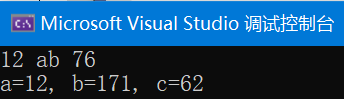 Microsoft Visual Studio 调试控制台
12 ab 76
a=12, b=171, c=62